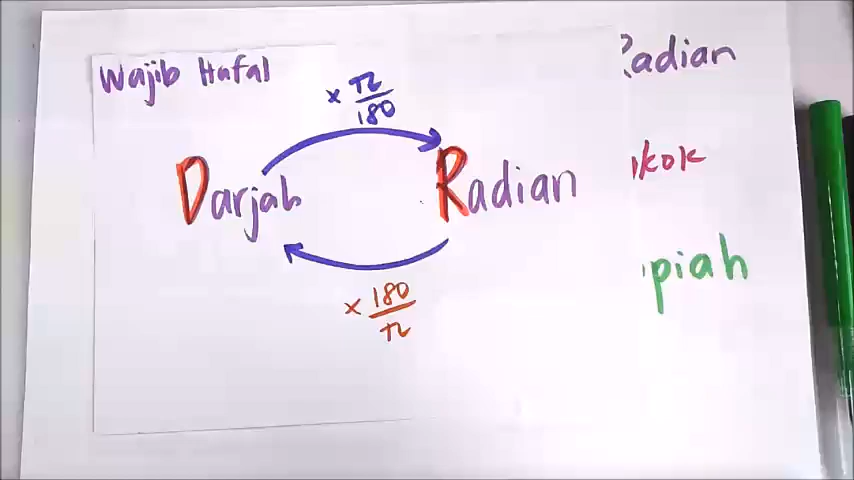 Wajib Hafal
× π/180
Darjah Radian
× 180/π
Radian
kok
piah